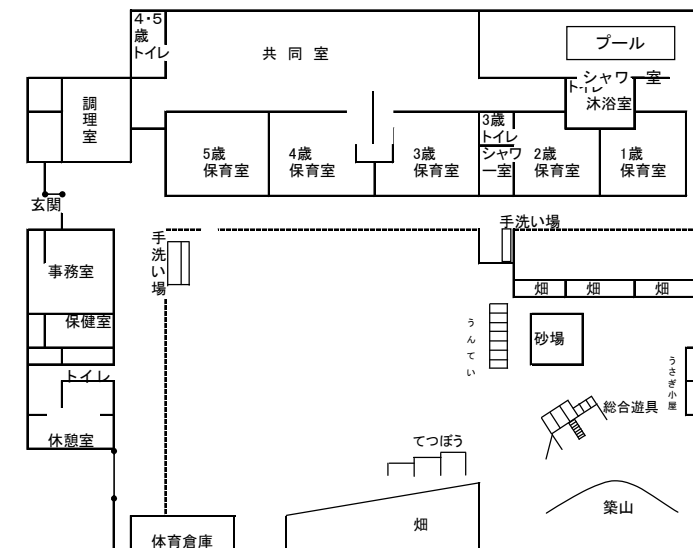 4・5
歳
トイレ
共同室
プール
シャワー室
トイレ
沐浴室
調
理
室
3歳
トイレ
シャワ
ー室
5歳
保育室
4歳
保育室
3歳
保育室
2歳
保育室
1歳
保育室
玄関
手洗い場
手
洗
い
場
事務室
畑
畑
畑
保健室
うんてい
砂場
うさぎ小屋
トイレ
総合遊具
休憩室
てつぼう
築山
畑
体育倉庫